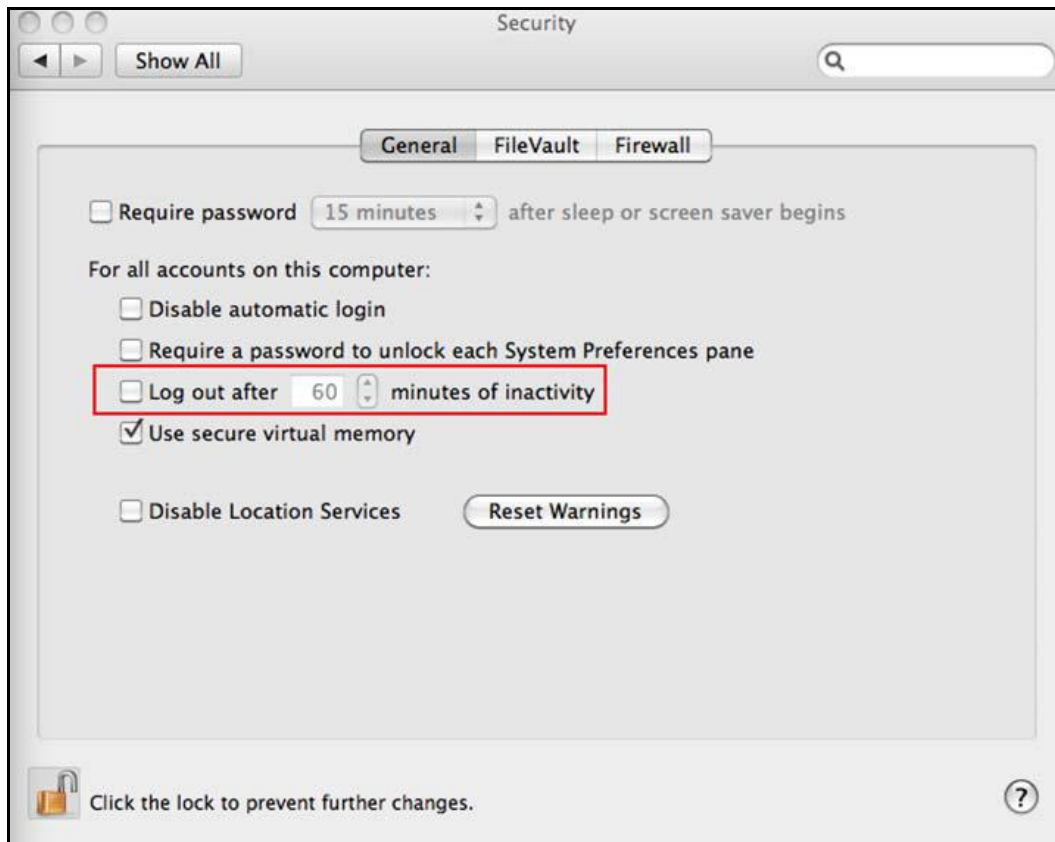 Security
Show All
General FileVault Firewall
Require password 15 minutes after sleep or screen saver begins
For all accounts on this computer:
Disable automatic login
Require a password to unlock each System Preferences pane
Log out after 60 minutes of inactivity
Use secure virtual memory
Disable Location Services Reset Warnings
Click the lock to prevent further changes. ?